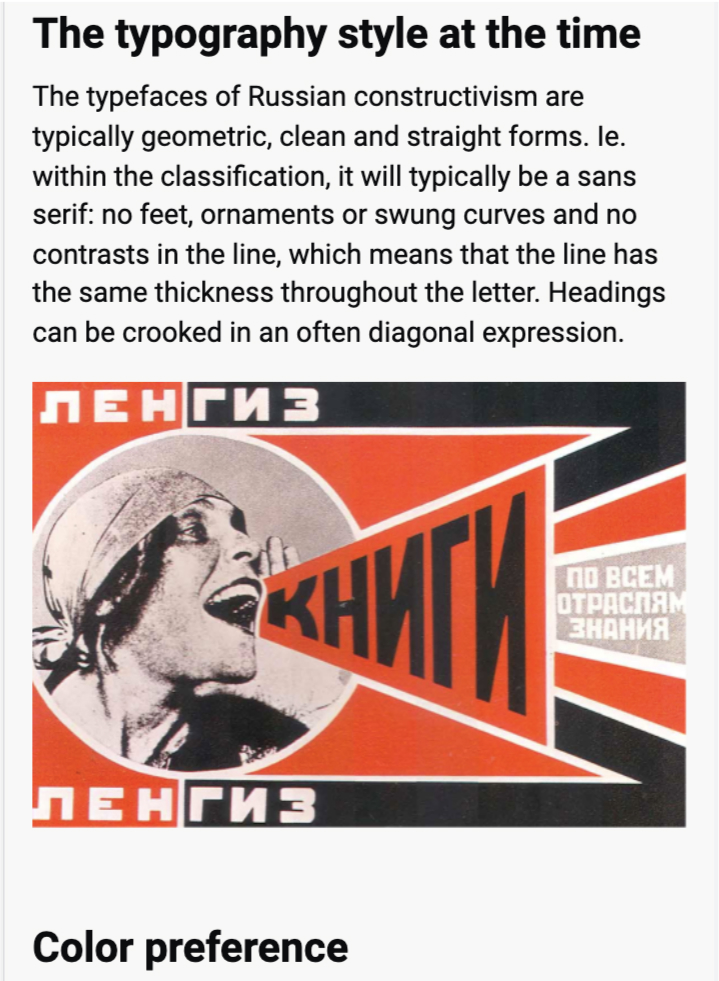 The typography style at the time
The typefaces of Russian constructivism are
typically geometric, clean and straight forms. Ie.
within the classification, it will typically be a sans
serif: no feet, ornaments or swung curves and no
contrasts in the line, which means that the line has
the same thickness throughout the letter. Headings
can be crooked in an often diagonal expression.
ЛЕНГИЗ
КНИГИ
ПО ВСЕМ
ОТРАСЛЯМ
ЗНАНИЯ
ЛЕНГИЗ
Color preference